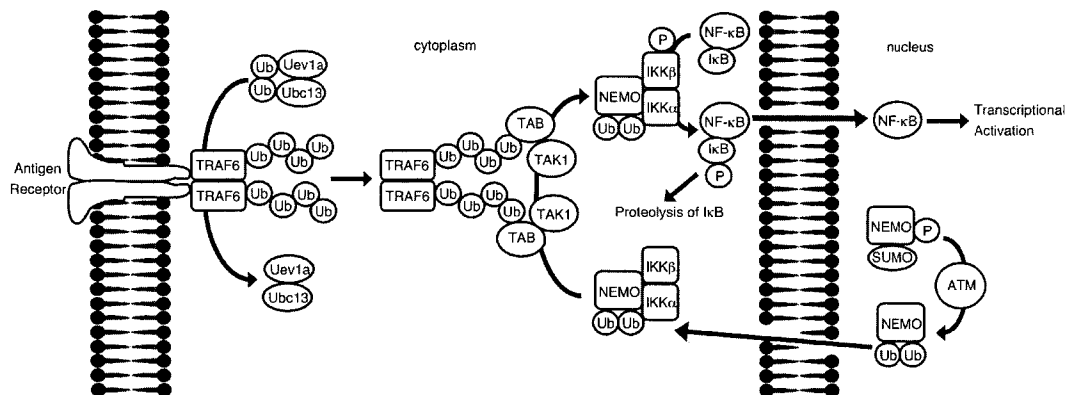 cytoplasm
nucleus
Ub Uev1a
Ub Ubc13
Antigen
Receptor
TRAF6 Ub Ub Ub Ub
TRAF6 Ub Ub Ub Ub
Uev1a
Ubc13
TRAF6 Ub Ub Ub Ub TAB
TRAF6 Ub Ub Ub Ub TAB
TAK1
TAK1
P
IKKβ
NEMO
IKKα
Ub Ub
NF-κB
IκB
NF-κB
IκB
P
Proteolysis of IκB
NF-κB
Transcriptional
Activation
IKKβ
NEMO
IKKα
Ub Ub
NEMO P
SUMO
ATM
NEMO
Ub Ub